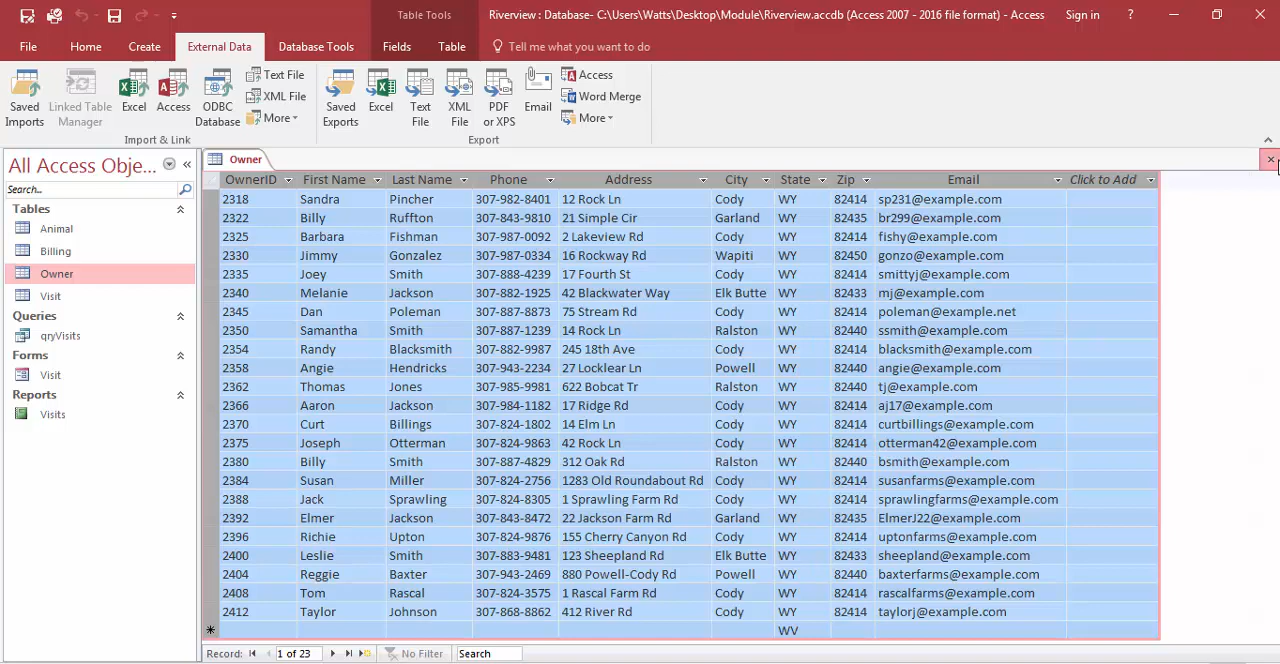 Table Tools
Riverview : Database- C:\Users\Watts\Desktop\Module\Riverview.accdb (Access 2007 - 2016 file format) - Access
Sign in
?
File Home Create External Data Database Tools Fields Table Tell me what you want to do
Saved Imports
Linked Table Manager
Excel
Access
ODBC Database
Text File
XML File
More
Import & Link
Saved Exports
Excel
Text File
XML File
PDF or XPS
Email
Access
Word Merge
More
Export
All Access Obje...
Search...
Tables
Animal
Billing
Owner
Visit
Queries
qryVisits
Forms
Visit
Reports
Visits
Owner
OwnerID First Name Last Name Phone Address City State Zip Email Click to Add
2318 Sandra Pincher 307-982-8401 12 Rock Ln Cody WY 82414 sp231@example.com
2322 Billy Ruffton 307-843-9810 21 Simple Cir Garland WY 82435 br299@example.com
2325 Barbara Fishman 307-987-0092 2 Lakeview Rd Cody WY 82414 fishy@example.com
2330 Jimmy Gonzalez 307-987-0334 16 Rockway Rd Wapiti WY 82450 gonzo@example.com
2335 Joey Smith 307-888-4239 17 Fourth St Cody WY 82414 smittyj@example.com
2340 Melanie Jackson 307-882-1925 42 Blackwater Way Elk Butte WY 82433 mj@example.com
2345 Dan Poleman 307-887-8873 75 Stream Rd Cody WY 82414 poleman@example.net
2350 Samantha Smith 307-887-1239 14 Rock Ln Ralston WY 82440 ssmith@example.com
2354 Randy Blacksmith 307-882-9987 245 18th Ave Cody WY 82414 blacksmith@example.com
2358 Angie Hendricks 307-943-2234 27 Locklear Ln Powell WY 82440 angie@example.com
2362 Thomas Jones 307-985-9981 622 Bobcat Tr Ralston WY 82440 tj@example.com
2366 Aaron Jackson 307-984-1182 17 Ridge Rd Cody WY 82414 aj17@example.com
2370 Curt Billings 307-824-1802 14 Elm Ln Cody WY 82414 curtbillings@example.com
2375 Joseph Otterman 307-824-9863 42 Rock Ln Cody WY 82414 otterman42@example.com
2380 Billy Smith 307-887-4829 312 Oak Rd Ralston WY 82440 bsmith@example.com
2384 Susan Miller 307-824-2756 1283 Old Roundabout Rd Cody WY 82414 susanfarms@example.com
2388 Jack Sprawling 307-824-8305 1 Sprawling Farm Rd Cody WY 82414 sprawlingfarms@example.com
2392 Elmer Jackson 307-843-8472 22 Jackson Farm Rd Garland WY 82435 ElmerJ22@example.com
2396 Richie Upton 307-824-9876 155 Cherry Canyon Rd Cody WY 82414 uptonfarms@example.com
2400 Leslie Smith 307-883-9481 123 Sheepland Rd Elk Butte WY 82433 sheepland@example.com
2404 Reggie Baxter 307-943-2469 880 Powell-Cody Rd Powell WY 82440 baxterfarms@example.com
2408 Tom Rascal 307-824-3575 1 Rascal Farm Rd Cody WY 82414 rascalfarms@example.com
2412 Taylor Johnson 307-868-8862 412 River Rd Cody WY 82414 taylorj@example.com
WV
Record: 1 of 23 No Filter Search